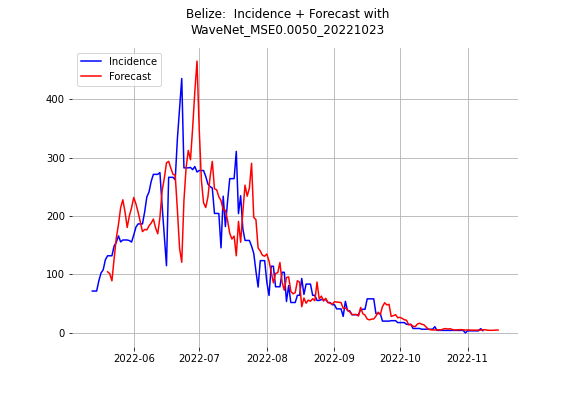 Belize:  Incidence + Forecast with
WaveNet_MSE0.0050_20221023
Incidence
Forecast
400
300
200
100
0
2022-06 2022-07 2022-08 2022-09 2022-10 2022-11